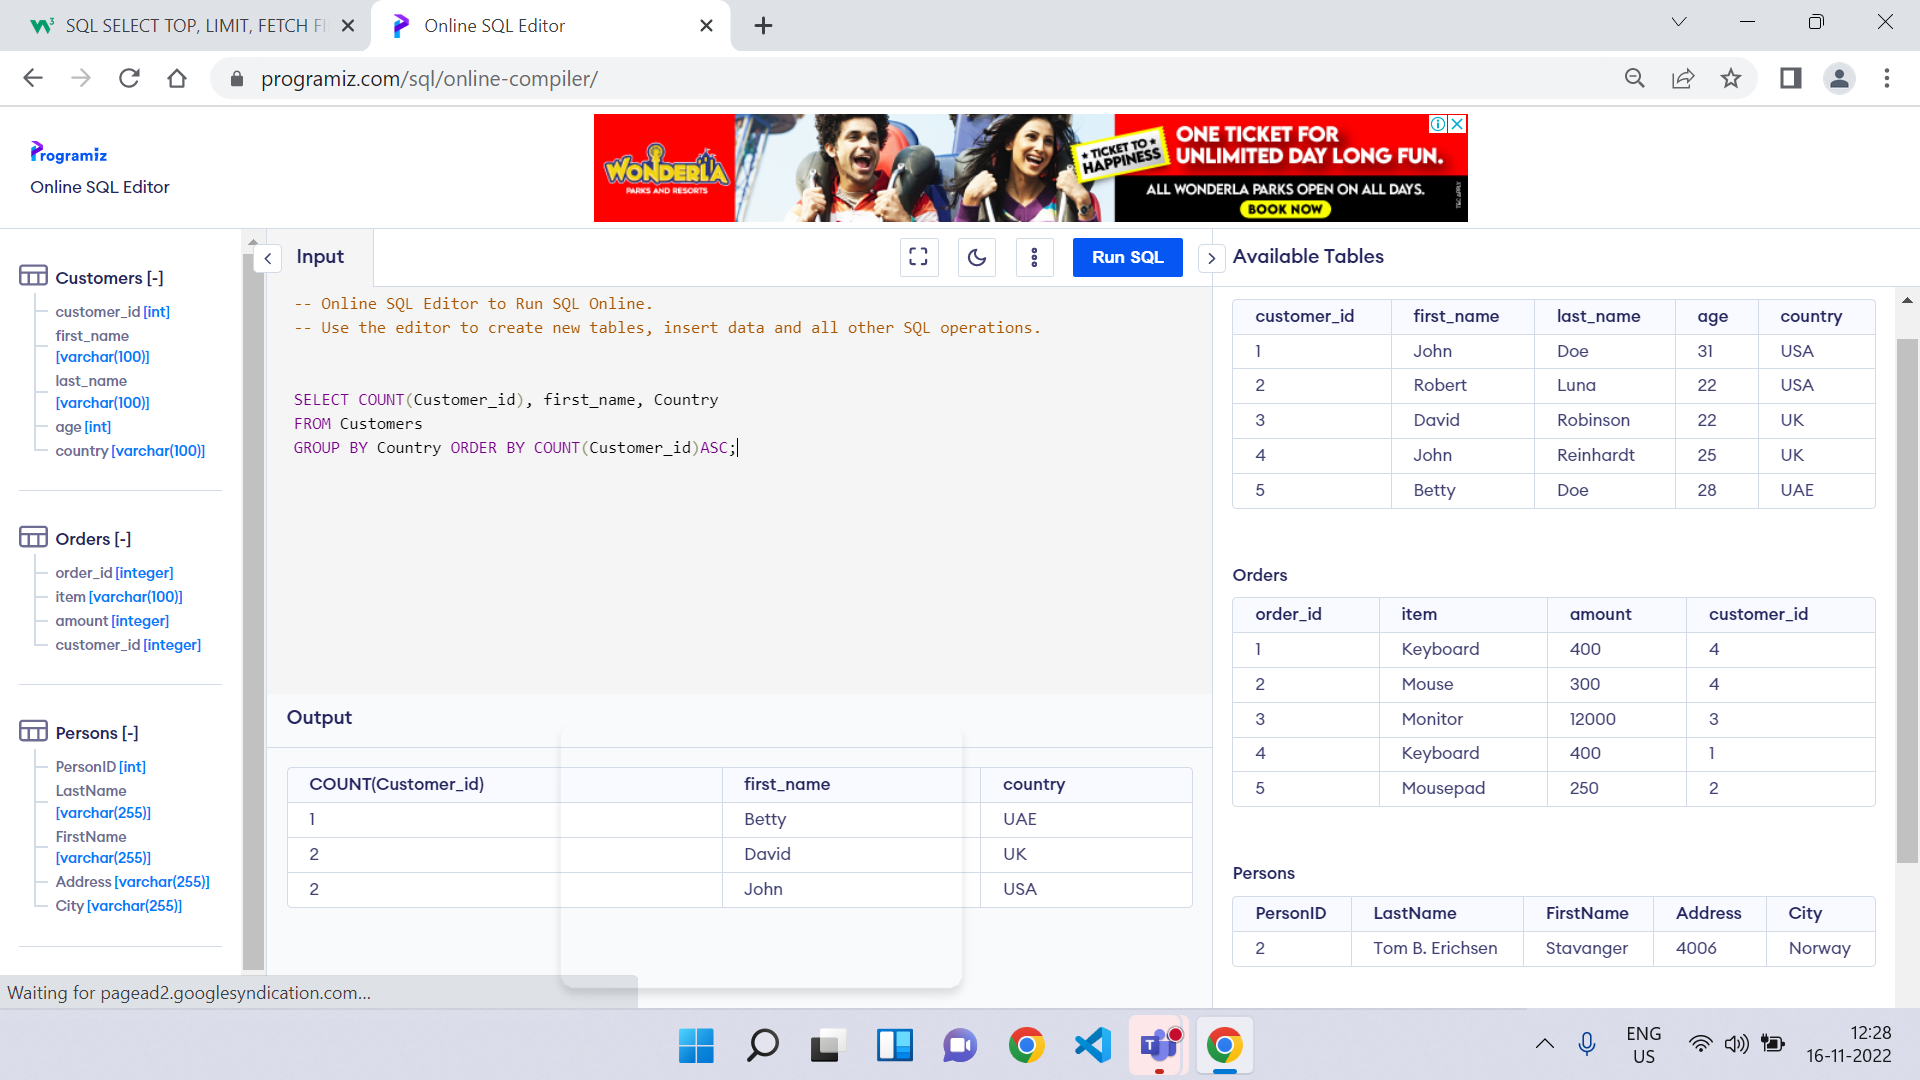 SQL SELECT TOP, LIMIT, FETCH FI
Online SQL Editor
programiz.com/sql/online-compiler/
Programiz
Online SQL Editor
WONDERLA
PARKS AND RESORTS
TICKET TO HAPPINESS
ONE TICKET FOR
UNLIMITED DAY LONG FUN.
ALL WONDERLA PARKS OPEN ON ALL DAYS.
BOOK NOW
Customers [-]
customer_id [int]
first_name
[varchar(100)]
last_name
[varchar(100)]
age [int]
country [varchar(100)]
Orders [-]
order_id [integer]
item [varchar(100)]
amount [integer]
customer_id [integer]
Persons [-]
PersonID [int]
LastName
[varchar(255)]
FirstName
[varchar(255)]
Address [varchar(255)]
City [varchar(255)]
Input
Run SQL
-- Online SQL Editor to Run SQL Online.
-- Use the editor to create new tables, insert data and all other SQL operations.
SELECT COUNT(Customer_id), first_name, Country
FROM Customers
GROUP BY Country ORDER BY COUNT(Customer_id)ASC;
Output
COUNT(Customer_id) first_name country
1 Betty UAE
2 David UK
2 John USA
Available Tables
customer_id first_name last_name age country
1 John Doe 31 USA
2 Robert Luna 22 USA
3 David Robinson 22 UK
4 John Reinhardt 25 UK
5 Betty Doe 28 UAE
Orders
order_id item amount customer_id
1 Keyboard 400 4
2 Mouse 300 4
3 Monitor 12000 3
4 Keyboard 400 1
5 Mousepad 250 2
Persons
PersonID LastName FirstName Address City
2 Tom B. Erichsen Stavanger 4006 Norway
Waiting for pagead2.googlesyndication.com...
ENG
US
12:28
16-11-2022